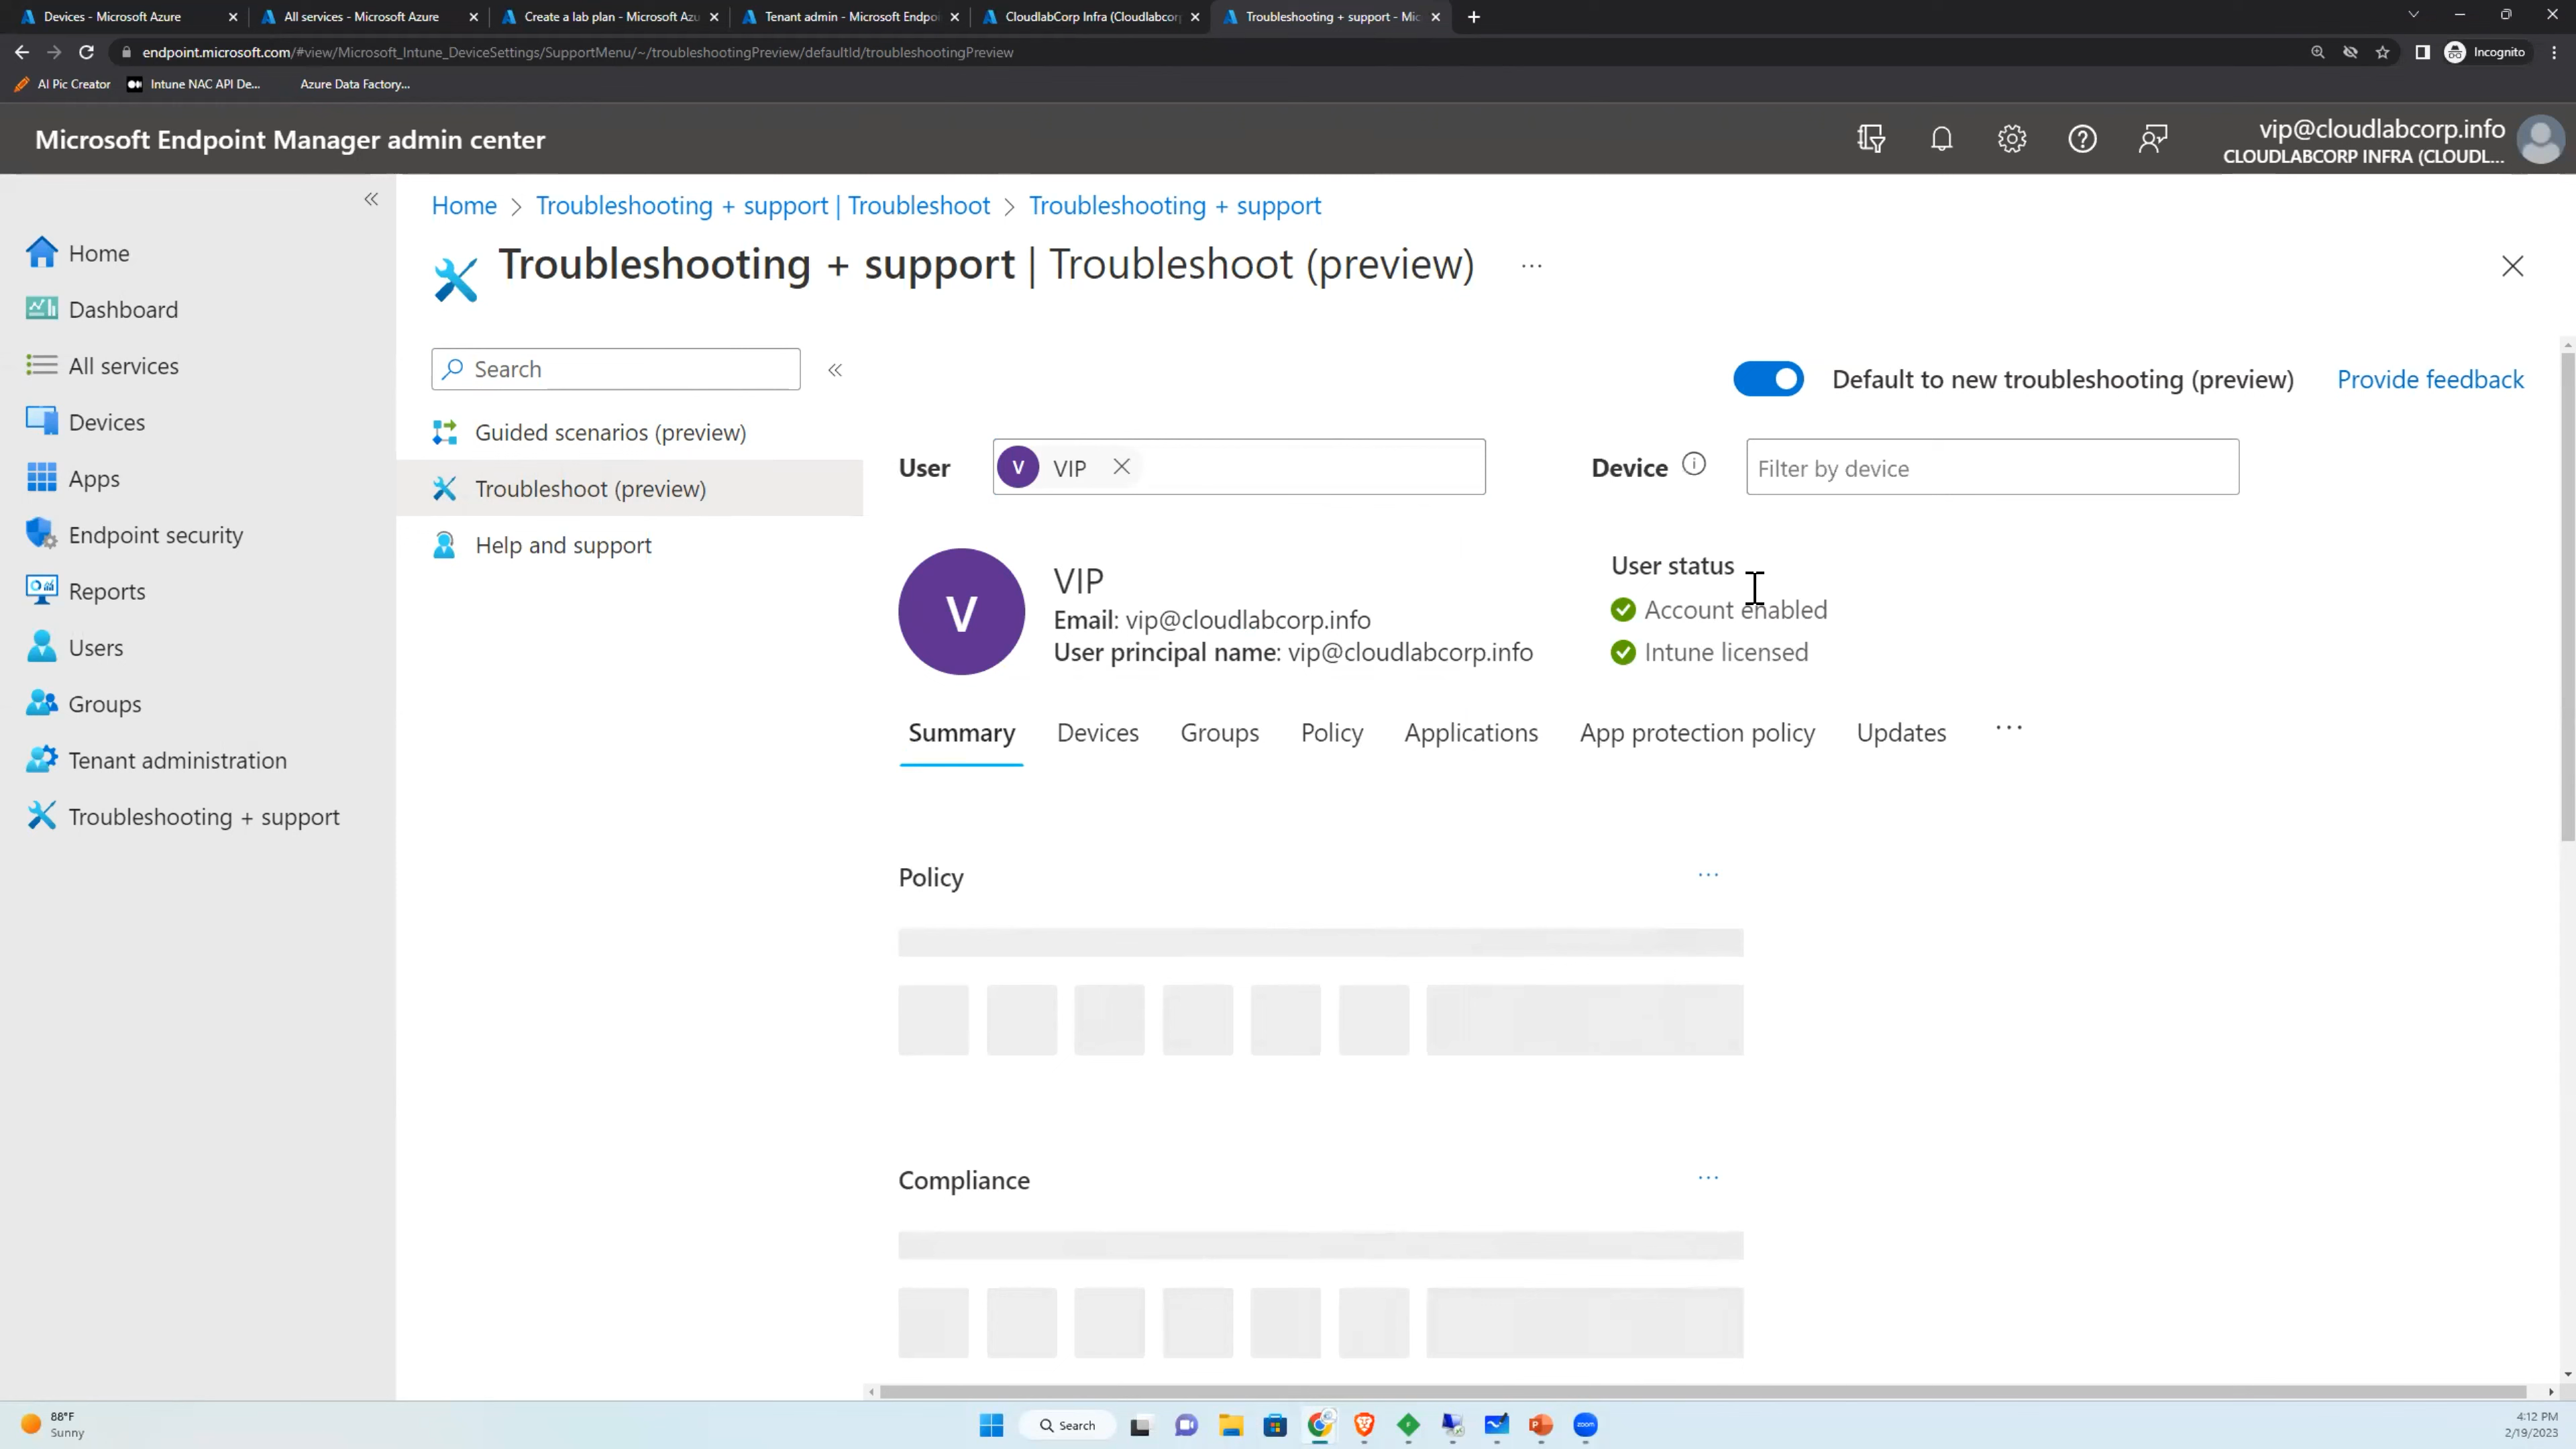 Devices - Microsoft Azure
All services - Microsoft Azure
Create a lab plan - Microsoft Azu
Tenant admin - Microsoft Endpoi
CloudlabCorp Infra (Cloudlabcorp
Troubleshooting + support - Mic
endpoint.microsoft.com/#view/Microsoft_Intune_DeviceSettings/SupportMenu/~/troubleshootingPreview/defaultId/troubleshootingPreview
Incognito
AI Pic Creator
Intune NAC API De...
Azure Data Factory...
Microsoft Endpoint Manager admin center
vip@cloudlabcorp.info
CLOUDLABCORP INFRA (CLOUDL...
Home
Dashboard
All services
Devices
Apps
Endpoint security
Reports
Users
Groups
Tenant administration
Troubleshooting + support
Home > Troubleshooting + support | Troubleshoot > Troubleshooting + support
Troubleshooting + support | Troubleshoot (preview) ...
Search
Guided scenarios (preview)
Troubleshoot (preview)
Help and support
Default to new troubleshooting (preview)
Provide feedback
User
V VIP
Device
Filter by device
V
VIP
Email: vip@cloudlabcorp.info
User principal name: vip@cloudlabcorp.info
User status
Account enabled
Intune licensed
Summary Devices Groups Policy Applications App protection policy Updates ...
Policy ...
Compliance ...
88°F
Sunny
Search
zoom
4:12 PM
2/19/2023